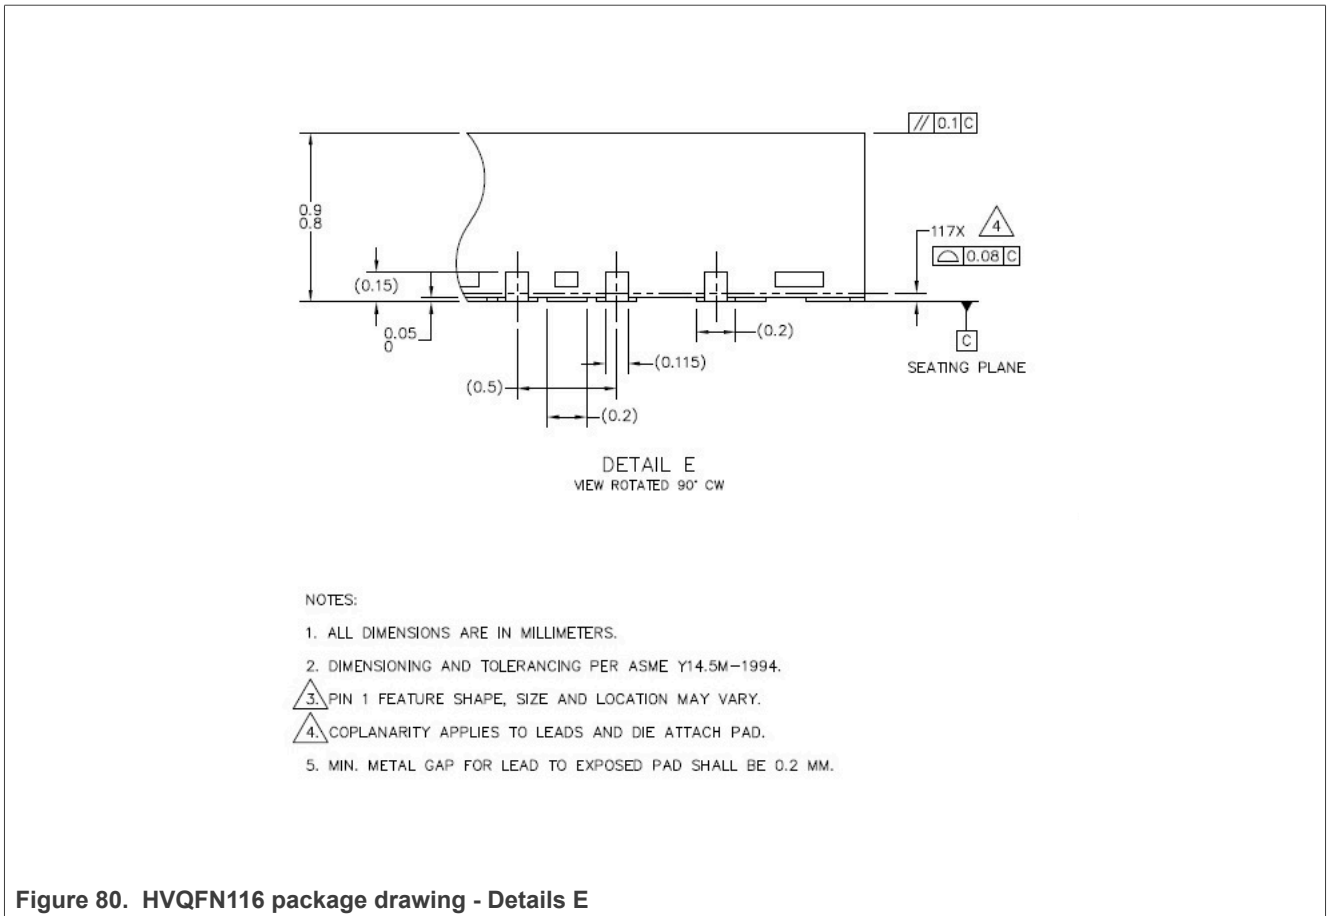 // 0.1 C
0.9
0.8
117X 4
⌓ 0.08 C
(0.15)
0.05
0
(0.2)
C
(0.115)
SEATING PLANE
(0.5)
(0.2)
DETAIL E
VIEW ROTATED 90° CW
NOTES:
1. ALL DIMENSIONS ARE IN MILLIMETERS.
2. DIMENSIONING AND TOLERANCING PER ASME Y14.5M-1994.
3. PIN 1 FEATURE SHAPE, SIZE AND LOCATION MAY VARY.
4. COPLANARITY APPLIES TO LEADS AND DIE ATTACH PAD.
5. MIN. METAL GAP FOR LEAD TO EXPOSED PAD SHALL BE 0.2 MM.
Figure 80. HVQFN116 package drawing - Details E